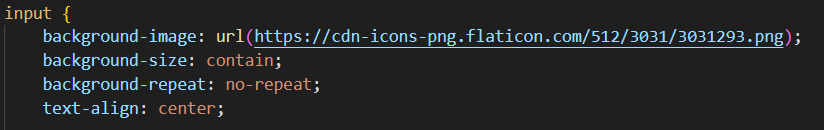 input {
background-image: url(https://cdn-icons-png.flaticon.com/512/3031/3031293.png);
background-size: contain;
background-repeat: no-repeat;
text-align: center;